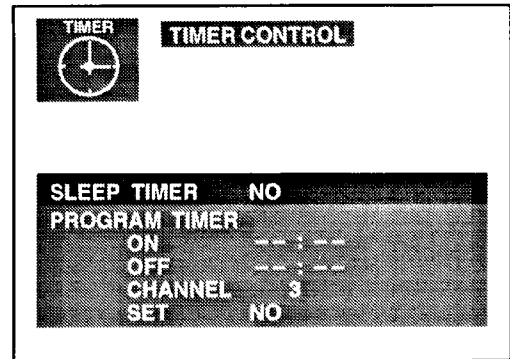 TIMER
TIMER CONTROL
SLEEP TIMER NO
PROGRAM TIMER
ON -- : --
OFF -- : --
CHANNEL 3
SET NO